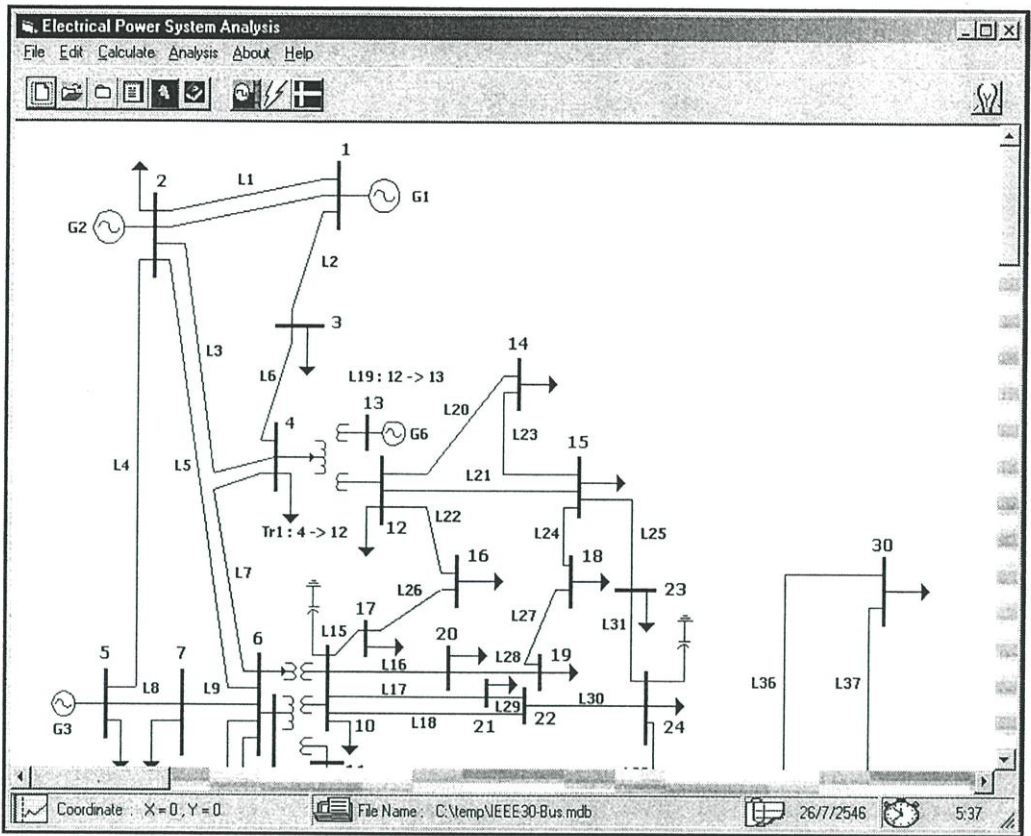 Electrical Power System Analysis
File Edit Calculate Analysis About Help
1
2
L1
G1
G2
L2
3
L3
L6
14
L19 : 12 -> 13
13
4
L20
G6
L23
15
L4
L5
L21
L22
12
Tr1 : 4 -> 12
L24
L25
16
18
30
L7
L26
23
17
L27
20
L31
6
L15
5
7
L28
19
L16
L8
L9
L17
L36
L37
L29
L30
G3
L18
21
22
10
24
Coordinate : X = 0 , Y = 0
File Name : C:\temp\IEEE30-Bus.mdb
26/7/2546
5:37